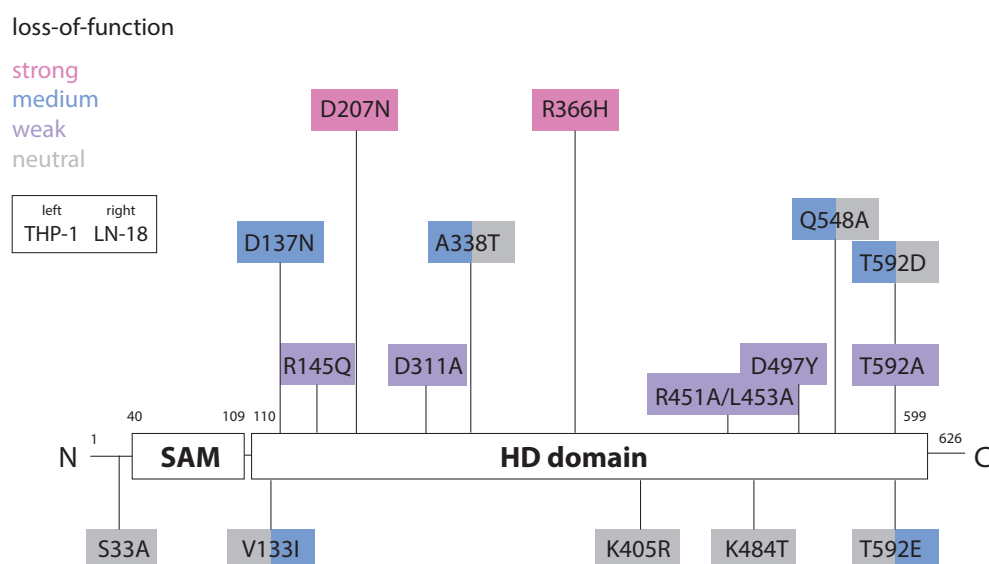 loss-of-function
strong
medium
weak
neutral
left right
THP-1 LN-18
D207N R366H
D137N A338T Q548A
T592D
R145Q D311A D497Y T592A
R451A/L453A
40 109 110 599
N 1 SAM HD domain 626 C
S33A V133I K405R K484T T592E